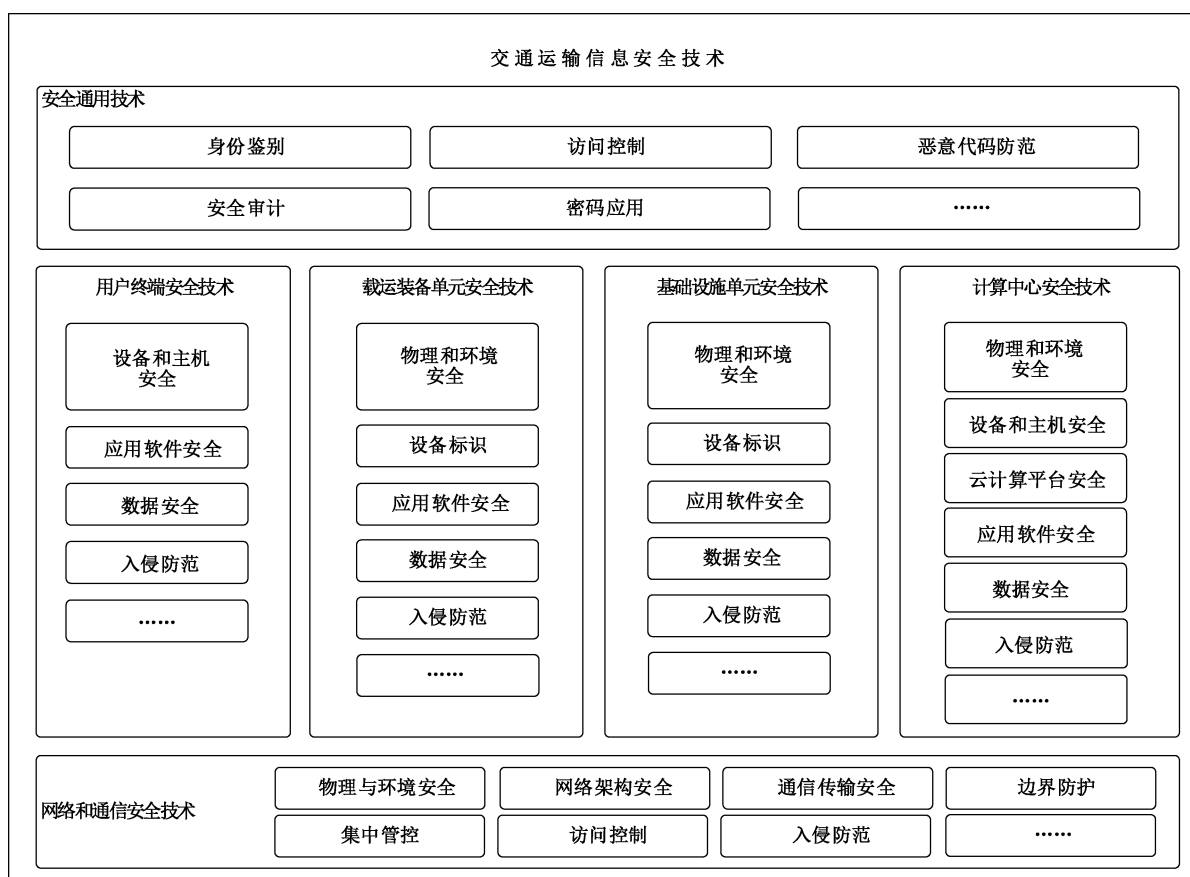 交通运输信息安全技术
安全通用技术
身份鉴别
访问控制
恶意代码防范
安全审计
密码应用
……
用户终端安全技术
设备和主机
安全
应用软件安全
数据安全
入侵防范
……
载运装备单元安全技术
物理和环境
安全
设备标识
应用软件安全
数据安全
入侵防范
……
基础设施单元安全技术
物理和环境
安全
设备标识
应用软件安全
数据安全
入侵防范
……
计算中心安全技术
物理和环境
安全
设备和主机安全
云计算平台安全
应用软件安全
数据安全
入侵防范
……
网络和通信安全技术
物理与环境安全
网络架构安全
通信传输安全
边界防护
集中管控
访问控制
入侵防范
……